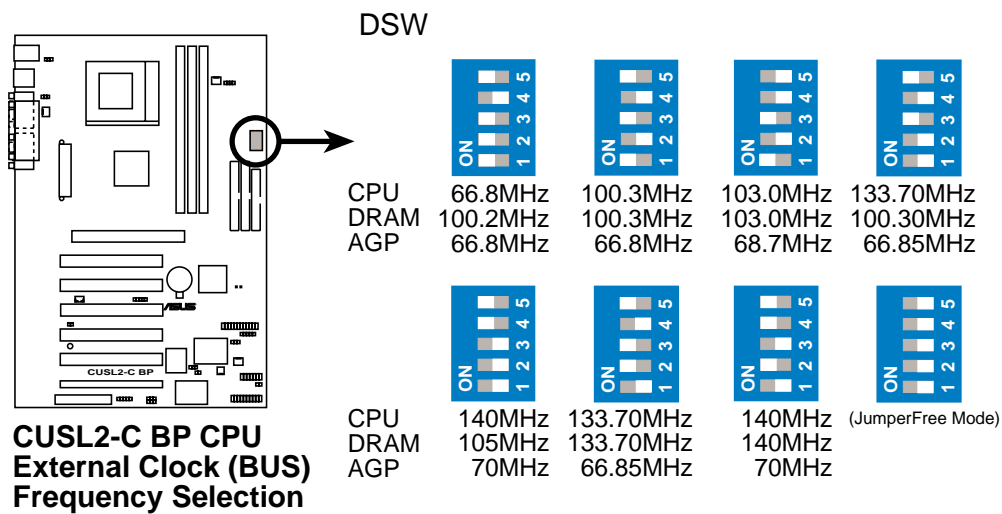 DSW
ON 1 2 3 4 5
ON 1 2 3 4 5
ON 1 2 3 4 5
ON 1 2 3 4 5
CPU 66.8MHz 100.3MHz 103.0MHz 133.70MHz
DRAM 100.2MHz 100.3MHz 103.0MHz 100.30MHz
AGP 66.8MHz 66.8MHz 68.7MHz 66.85MHz
ON 1 2 3 4 5
ON 1 2 3 4 5
ON 1 2 3 4 5
ON 1 2 3 4 5
CPU 140MHz 133.70MHz 140MHz (JumperFree Mode)
DRAM 105MHz 133.70MHz 140MHz
AGP 70MHz 66.85MHz 70MHz
ASUS
CUSL2-C BP
CUSL2-C BP CPU
External Clock (BUS)
Frequency Selection